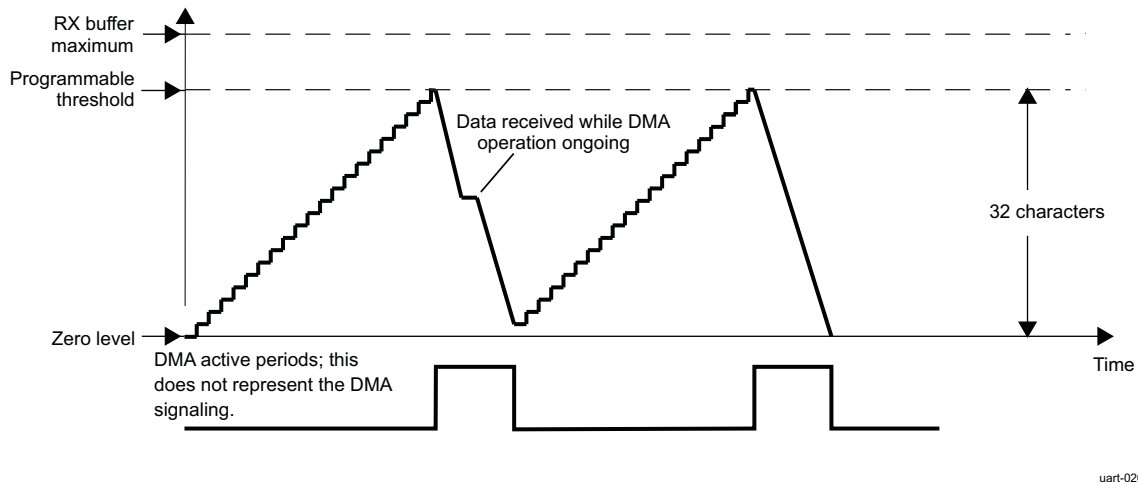 RX buffer
maximum
Programmable
threshold
Data received while DMA
operation ongoing
32 characters
Zero level
Time
DMA active periods; this
does not represent the DMA
signaling.